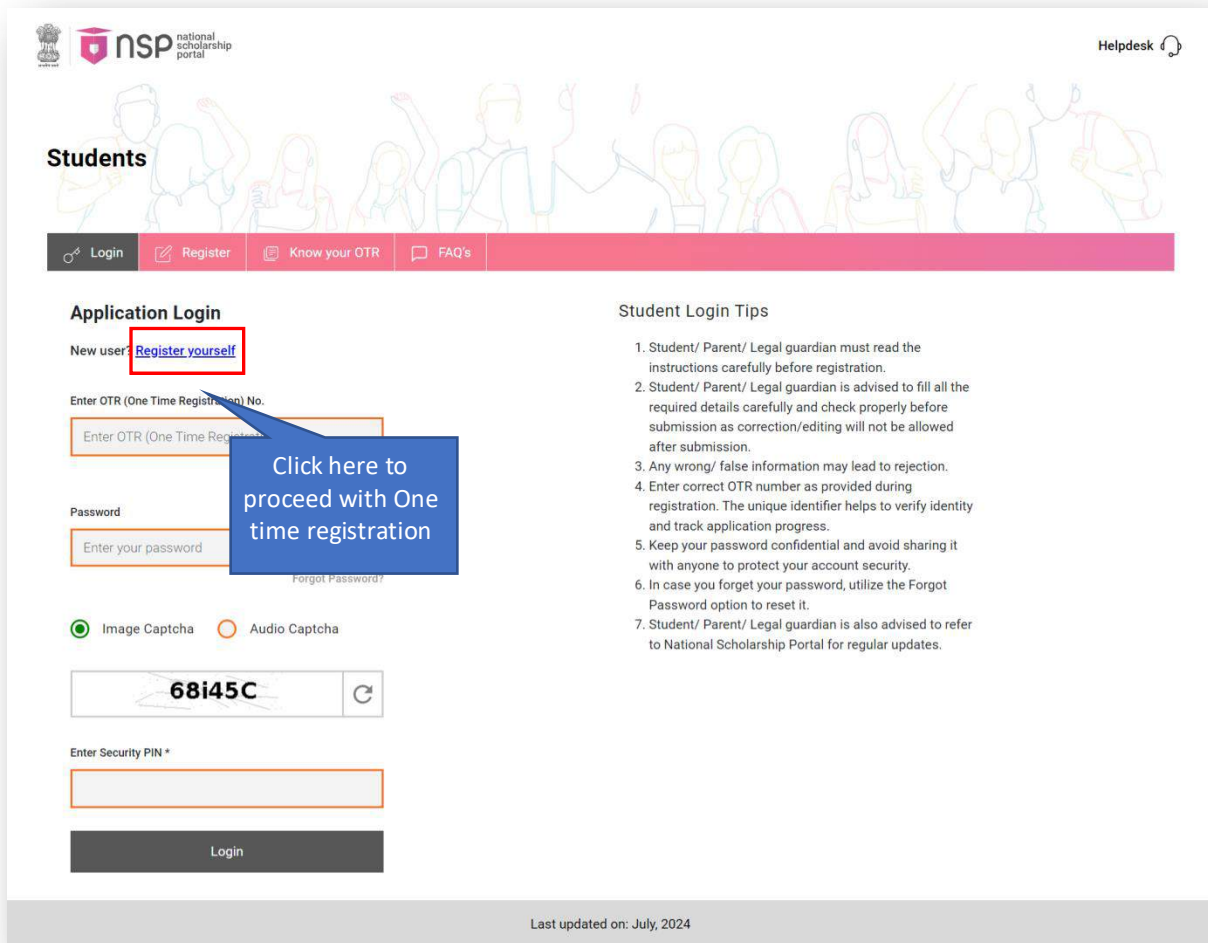 nsp national
scholarship
portal
Helpdesk
Students
Login
Register
Know your OTR
FAQ's
Application Login
New user? Register yourself
Enter OTR (One Time Registration) No.
Enter OTR (One Time Registrati
Click here to
proceed with One
time registration
Password
Enter your password
Forgot Password?
Image Captcha
Audio Captcha
68i45C
Enter Security PIN *
Login
Student Login Tips
1. Student/ Parent/ Legal guardian must read the
instructions carefully before registration.
2. Student/ Parent/ Legal guardian is advised to fill all the
required details carefully and check properly before
submission as correction/editing will not be allowed
after submission.
3. Any wrong/ false information may lead to rejection.
4. Enter correct OTR number as provided during
registration. The unique identifier helps to verify identity
and track application progress.
5. Keep your password confidential and avoid sharing it
with anyone to protect your account security.
6. In case you forget your password, utilize the Forgot
Password option to reset it.
7. Student/ Parent/ Legal guardian is also advised to refer
to National Scholarship Portal for regular updates.
Last updated on: July, 2024